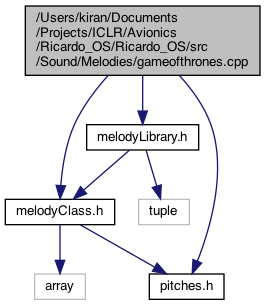 /Users/kiran/Documents
/Projects/ICLR/Avionics
/Ricardo_OS/Ricardo_OS/src
/Sound/Melodies/gameofthrones.cpp
melodyLibrary.h
melodyClass.h
tuple
array
pitches.h